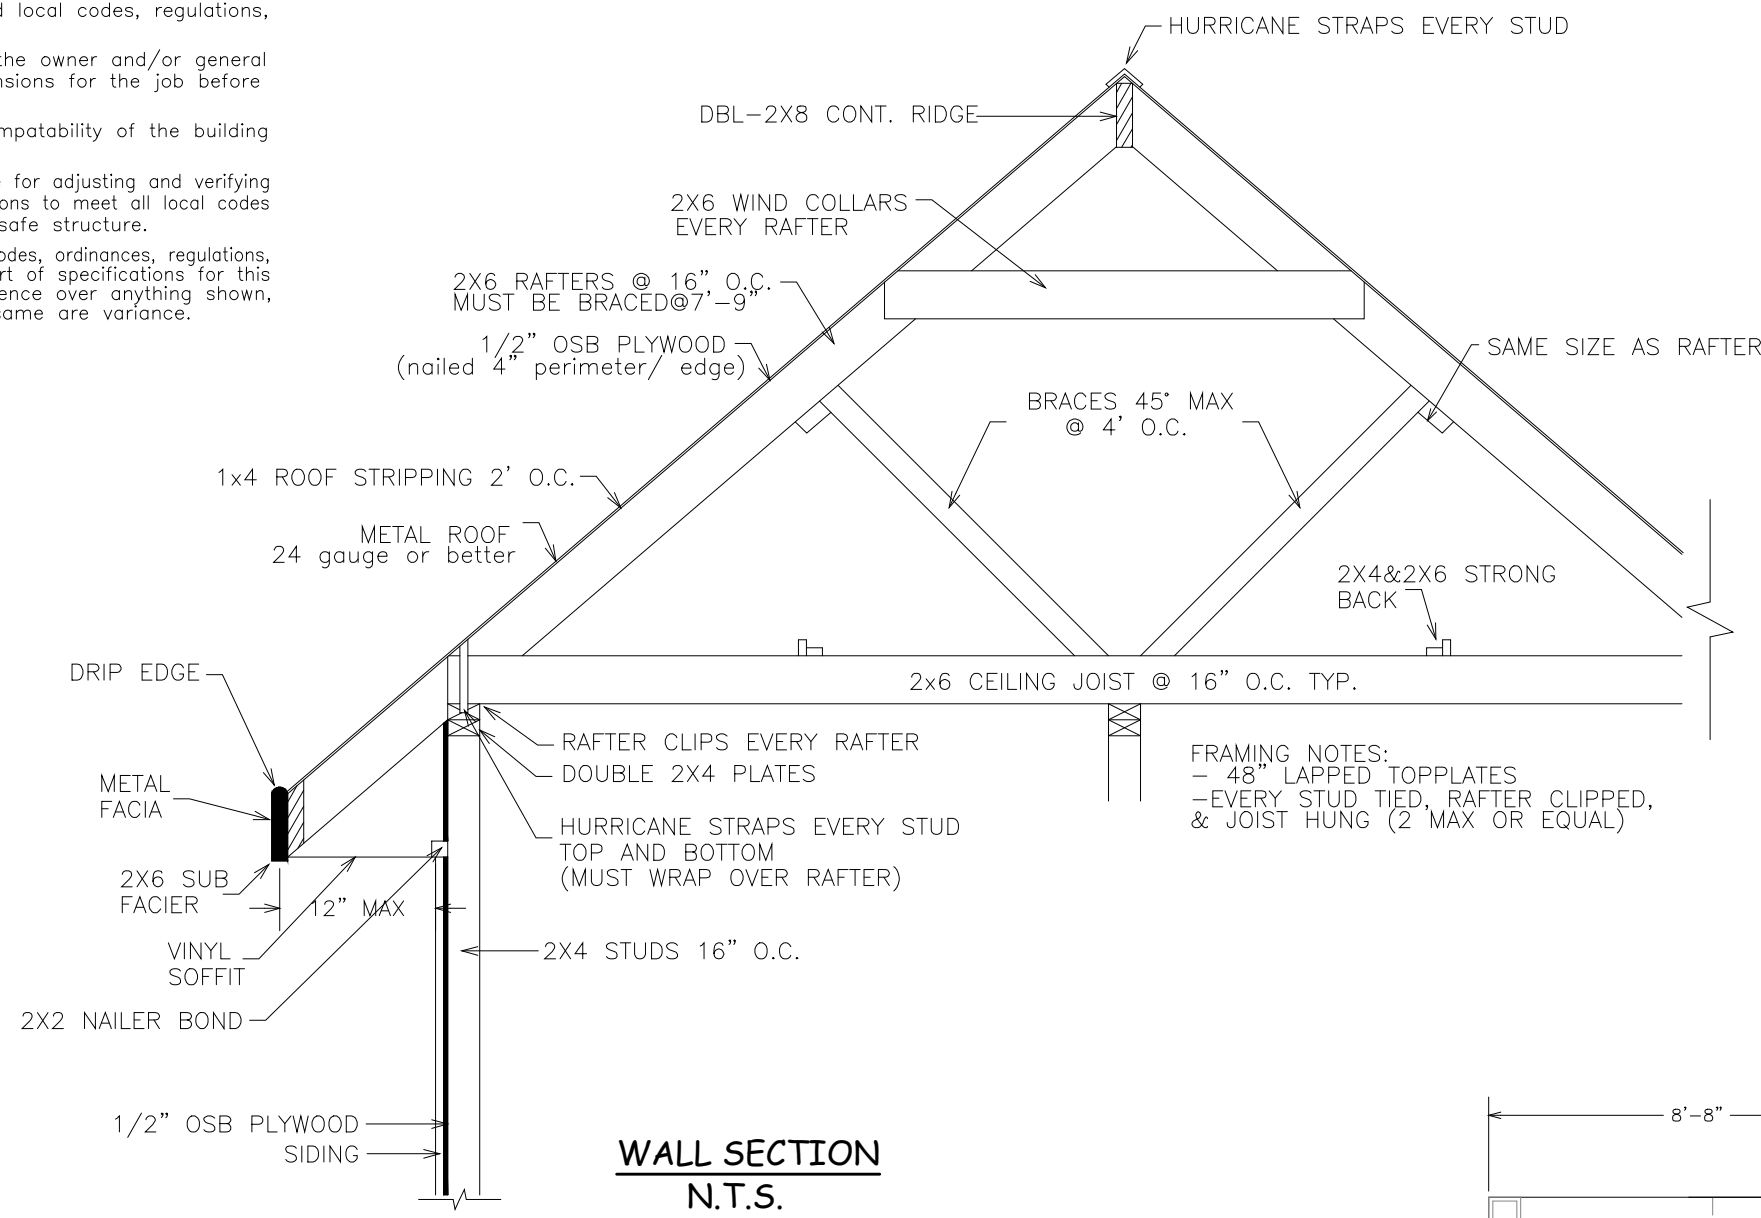 d local codes, regulations,
the owner and/or general
nsions for the job before
mpatability of the building
for adjusting and verifying
ons to meet all local codes
safe structure.
odes, ordinances, regulations,
rt of specifications for this
ence over anything shown,
same are variance.
HURRICANE STRAPS EVERY STUD
DBL-2X8 CONT. RIDGE
2X6 WIND COLLARS
EVERY RAFTER
2X6 RAFTERS @ 16" O.C.
MUST BE BRACED@7'-9"
1/2" OSB PLYWOOD
(nailed 4" perimeter/ edge)
SAME SIZE AS RAFTER
BRACES 45° MAX
@ 4' O.C.
1x4 ROOF STRIPPING 2' O.C.
METAL ROOF
24 gauge or better
2X4&2X6 STRONG
BACK
DRIP EDGE
2x6 CEILING JOIST @ 16" O.C. TYP.
RAFTER CLIPS EVERY RAFTER
DOUBLE 2X4 PLATES
METAL
FACIA
HURRICANE STRAPS EVERY STUD
TOP AND BOTTOM
(MUST WRAP OVER RAFTER)
FRAMING NOTES:
- 48" LAPPED TOPPLATES
-EVERY STUD TIED, RAFTER CLIPPED,
& JOIST HUNG (2 MAX OR EQUAL)
2X6 SUB
FACIER
12" MAX
VINYL
SOFFIT
2X4 STUDS 16" O.C.
2X2 NAILER BOND
1/2" OSB PLYWOOD
SIDING
WALL SECTION
N.T.S.
8'-8"